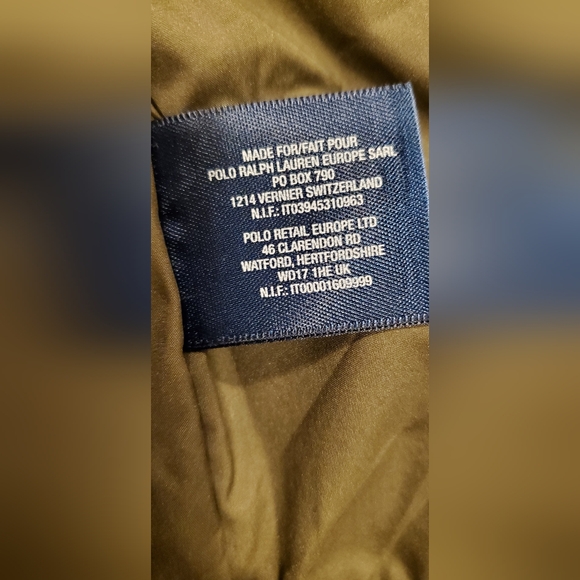 MADE FOR/FAIT POUR
POLO RALPH LAUREN EUROPE SARL
PO BOX 790
1214 VERNIER SWITZERLAND
N.I.F.: IT03945310963
POLO RETAIL EUROPE LTD
46 CLARENDON RD
WATFORD, HERTFORDSHIRE
WD17 1HE UK
N.I.F.: IT00001609999